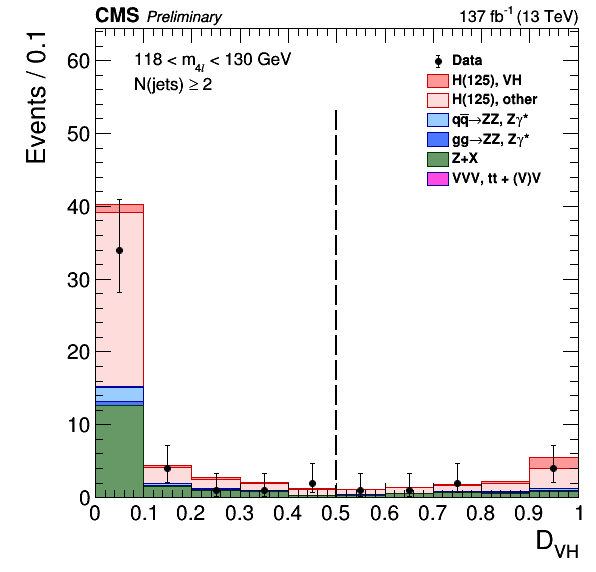 CMS Preliminary 137 fb⁻¹ (13 TeV)
Events / 0.1
118 < m₄ₗ < 130 GeV
N(jets) ≥ 2
Data
H(125), VH
H(125), other
qq̅→ZZ, Zγ*
gg→ZZ, Zγ*
Z+X
VVV, tt + (V)V
60
50
40
30
20
10
0
0 0.1 0.2 0.3 0.4 0.5 0.6 0.7 0.8 0.9 1
D_VH